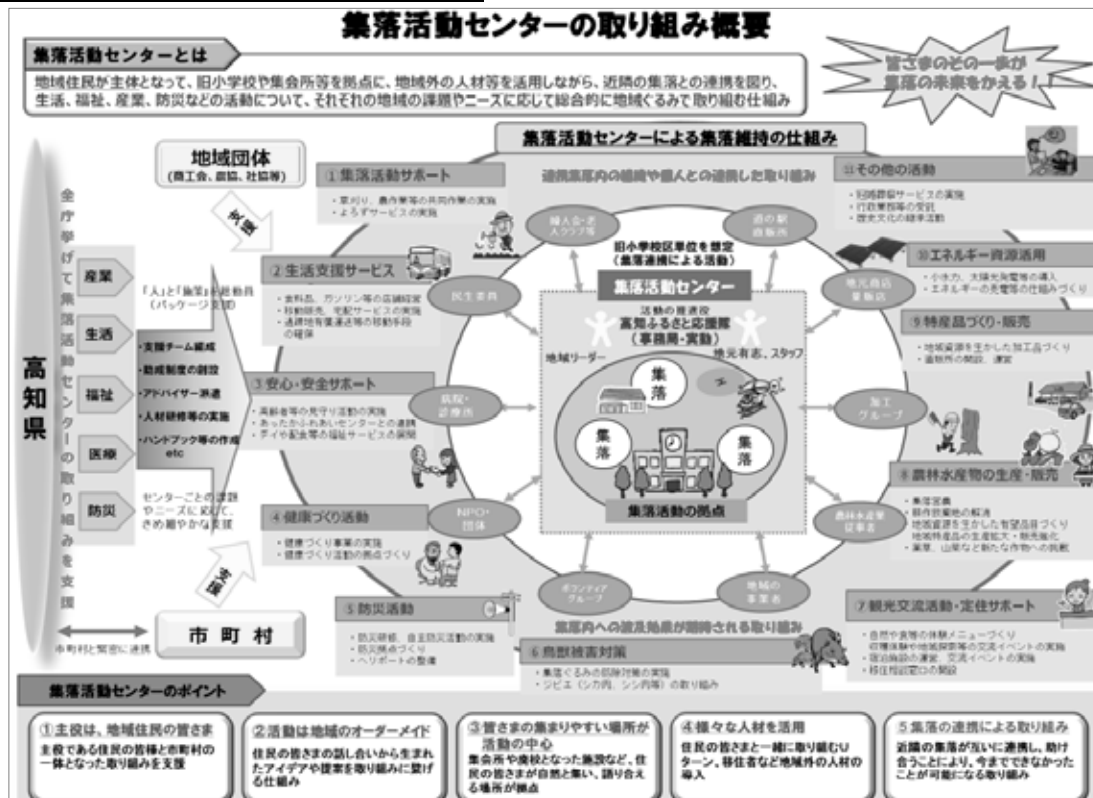 集落活動センターの取り組み概要
集落活動センターとは
地域住民が主体となって、旧小学校や集会所等を拠点に、地域外の人材等を活用しながら、近隣の集落との連携を図り、
生活、福祉、産業、防災などの活動について、それぞれの地域の課題やニーズに応じて総合的に地域ぐるみで取り組む仕組み
皆さまのその一歩が
集落の未来をかえる！！
高知県
全庁挙げて集落活動センターの取り組みを支援
産業
生活
福祉
医療
防災
地域団体
(商工会、農協、社協等)
支援
「人」と「施策」を総動員
(パッケージ支援)
・支援チーム編成
・助成制度の創設
・アドバイザー派遣
・人材研修等の実施
・ハンドブック等の作成
etc
センターごとの課題
やニーズに応じて、
きめ細やかな支援
支援
市町村
市町村と緊密に連携
集落活動センターによる集落維持の仕組み
連携集落内の組織や個人との連携した取り組み
①集落活動サポート
・草刈り、農作業等の共同作業の実施
・よろずサービスの実施
②生活支援サービス
・食料品、ガソリン等の店舗経営
・移動販売、宅配サービスの実施
・過疎地有償運送等の移動手段
の確保
③安心・安全サポート
・高齢者等の見守り活動の実施
・あったかふれあいセンターとの連携
・デイや配食等の福祉サービスの展開
④健康づくり活動
・健康づくり事業の実施
・健康づくり活動の拠点づくり
⑤防災活動
・防災研修、自主防災活動の実施
・防災拠点づくり
・ヘリポートの整備
⑥鳥獣被害対策
・集落ぐるみの防除対策の実施
・ジビエ（シカ肉、シシ肉等）の取り組み
⑦観光交流活動・定住サポート
・自然や食等の体験メニューづくり
・収穫体験や地域探索等の交流イベントの実施
・宿泊施設の運営、交流イベントの実施
・移住相談窓口の開設
⑧農林水産物の生産・販売
・集落営農
・耕作放棄地の解消
・地域資源を生かした有望品目づくり
地域特産品の生産拡大・販売強化
・薬草、山菜など新たな作物への挑戦
⑨特産品づくり・販売
・地域資源を生かした加工品づくり
・直販所の開設、運営
⑩エネルギー資源活用
・小水力、太陽光発電等の導入
・エネルギーの売電等の仕組みづくり
⑪その他の活動
・冠婚葬祭サービスの実施
・行政業務等の受託
・歴史文化の継承活動
婦人会・老人クラブ等
道の駅
直販所
民生委員
地元商店
量販店
病院・
診療所
加工
グループ
NPO・
団体
農林水産業
従事者
ボランティア
グループ
地域の
事業者
旧小学校区単位を想定
(集落連携による活動)
集落活動センター
活動の推進役
高知ふるさと応援隊
(事務局・実動)
地域リーダー
地元有志、スタッフ
集落
集落
集落
集落活動の拠点
集落内への波及効果が期待される取り組み
集落活動センターのポイント
①主役は、地域住民の皆さま
主役である住民の皆様と市町村の
一体となった取り組みを支援
②活動は地域のオーダーメイド
住民の皆さまの話し合いから生まれ
たアイデアや提案を取り組みに繋げ
る仕組み
③皆さまの集まりやすい場所が
活動の中心
集会所や廃校となった施設など、住
民の皆さまが自然と集い、語り合え
る場所が拠点
④様々な人材を活用
住民の皆さまと一緒に取り組むU
ターン、移住者など地域外の人材の
導入
5集落の連携による取り組み
近隣の集落が互いに連携し、助け
合うことにより、今までできなかった
ことが可能になる取り組み